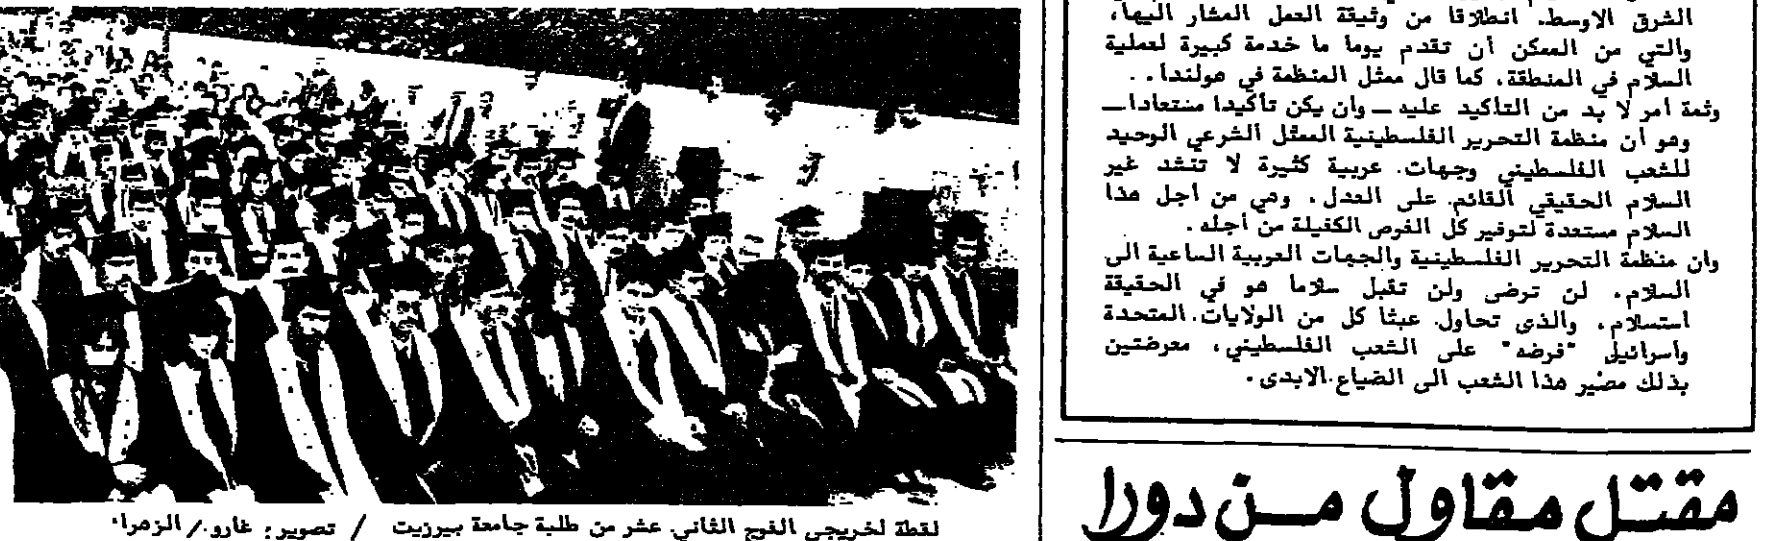 الشرق الاوسط. انطلاقا من وثيقة العمل المشار اليها،
والتي من الممكن أن تقدم يوما ما خدمة كبيرة لعملية
السلام في المنطقة، كما قال ممثل المنظمة في هولندا..
وثمة امر لا بد من التاكيد عليه ــ وان يكن تأكيدا مستعادا ــ
وهو أن منظمة التحرير الفلسطينية الممثل الشرعي الوحيد
للشعب الفلسطيني وجهات عربية كثيرة لا تنشد غير
السلام الحقيقي القائم على العدل، وهي من أجل هذا
السلام مستعدة لتوفير كل الفرص الكفيلة من أجله.
وان منظمة التحرير الفلسطينية والجهات العربية الساعية الى
السلام، لن ترضى ولن تقبل سلاما هو في الحقيقة
استسلام، والذى تحاول عبثا كل من الولايات المتحدة
واسرائيل "فرضه" على الشعب الفلسطيني، معرضتين
بذلك مصير هذا الشعب الى الضياع الابدى.
مقتل مقاول من دورا
لقطة لخريجي الفوج الثاني عشر من طلبة جامعة بيرزيت / تصوير: غارو / الزهراء